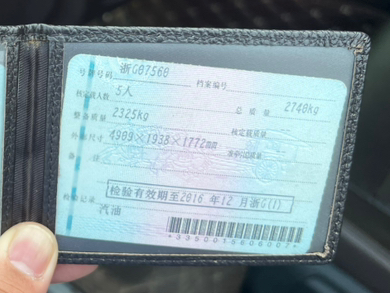 号牌号码 浙G07560 档案编号
核定载人数 5人 总质量 2740kg
整备质量 2325kg 核定载质量
外廓尺寸 4909×1938×1772mm 准牵引总质量
备注
检验有效期至2016年12月浙G(1)
检验记录
汽油